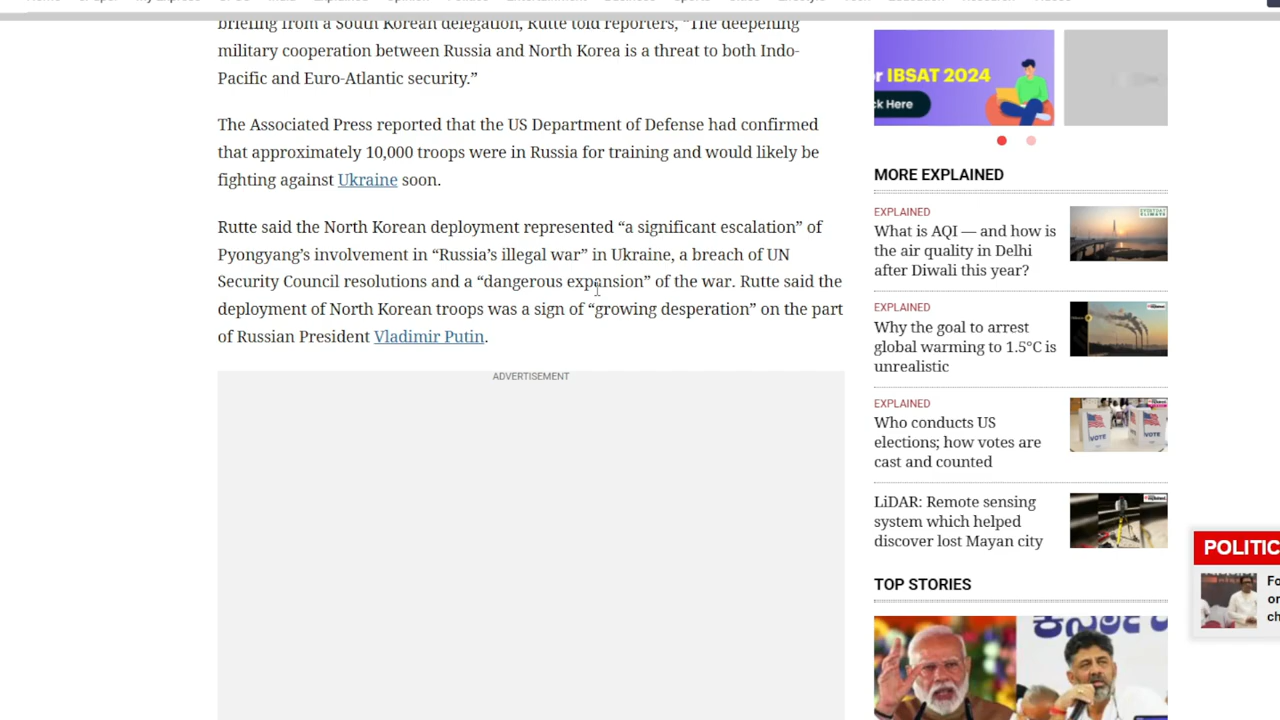 briefing from a South Korean delegation, Rutte told reporters, “The deepening
military cooperation between Russia and North Korea is a threat to both Indo-
Pacific and Euro-Atlantic security.”
The Associated Press reported that the US Department of Defense had confirmed
that approximately 10,000 troops were in Russia for training and would likely be
fighting against Ukraine soon.
Rutte said the North Korean deployment represented “a significant escalation” of
Pyongyang’s involvement in “Russia’s illegal war” in Ukraine, a breach of UN
Security Council resolutions and a “dangerous expansion” of the war. Rutte said the
deployment of North Korean troops was a sign of “growing desperation” on the part
of Russian President Vladimir Putin.
ADVERTISEMENT
or IBSAT 2024
ck Here
MORE EXPLAINED
EXPLAINED
What is AQI — and how is
the air quality in Delhi
after Diwali this year?
EXPLAINED
Why the goal to arrest
global warming to 1.5°C is
unrealistic
EXPLAINED
Who conducts US
elections; how votes are
cast and counted
VOTE
VOTE
LiDAR: Remote sensing
system which helped
discover lost Mayan city
TOP STORIES
POLITIC
Fo
or
ch